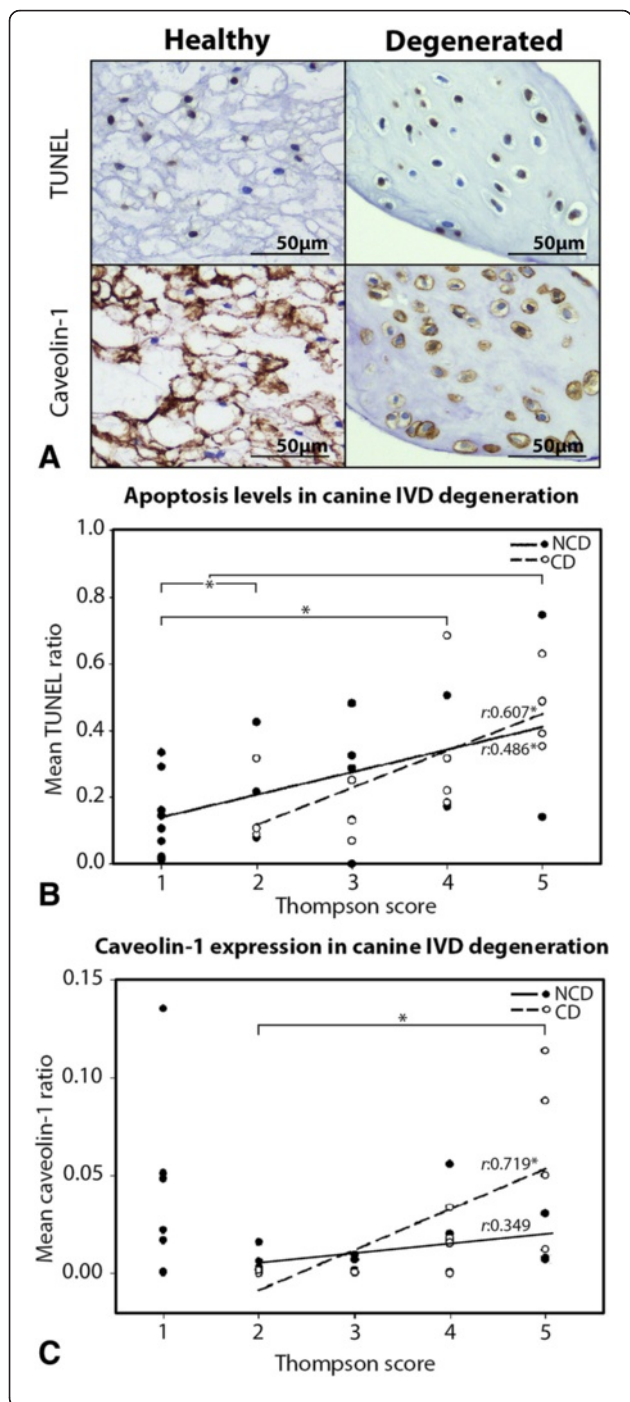 Healthy Degenerated
TUNEL
50µm 50µm
Caveolin-1
50µm 50µm
A
Apoptosis levels in canine IVD degeneration
1.0
NCD
CD
0.8
*
*
0.6
Mean TUNEL ratio
r:0.607*
0.4
r:0.486*
0.2
0.0
1 2 3 4 5
B
Thompson score
Caveolin-1 expression in canine IVD degeneration
0.15
NCD
CD
*
0.10
Mean caveolin-1 ratio
0.05
r:0.719*
r:0.349
0.00
1 2 3 4 5
C
Thompson score